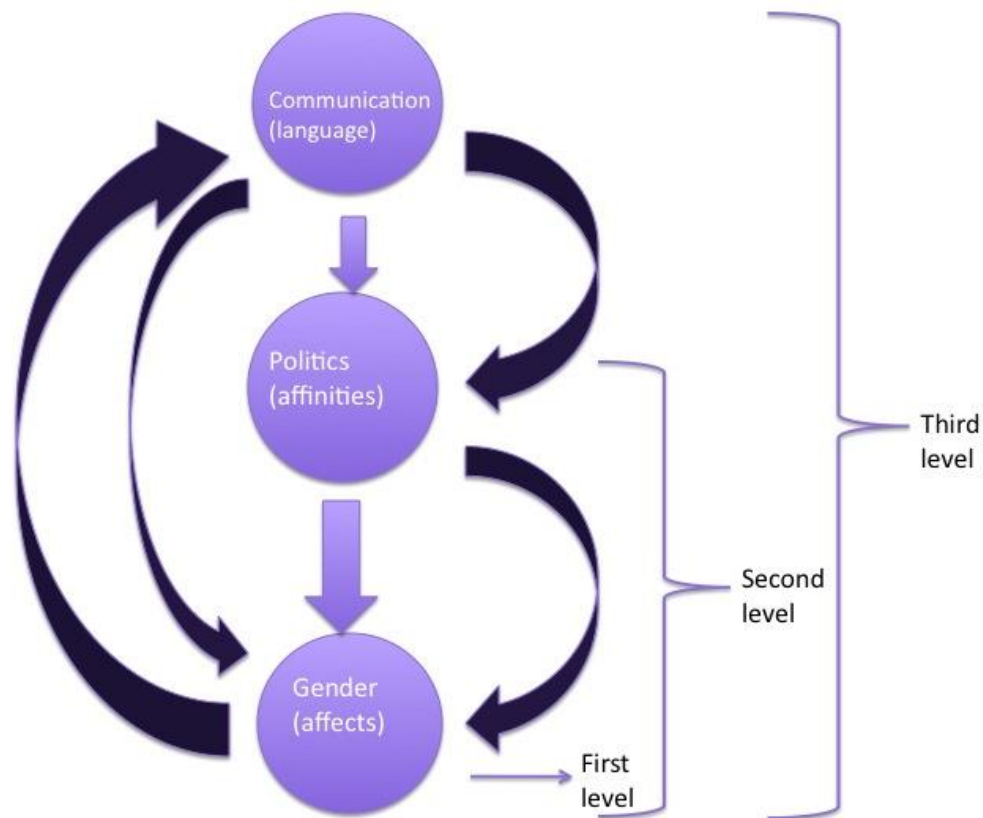 Communication
(language)
Politics
(affinities)
Third
level
Second
level
Gender
(affects)
First
level